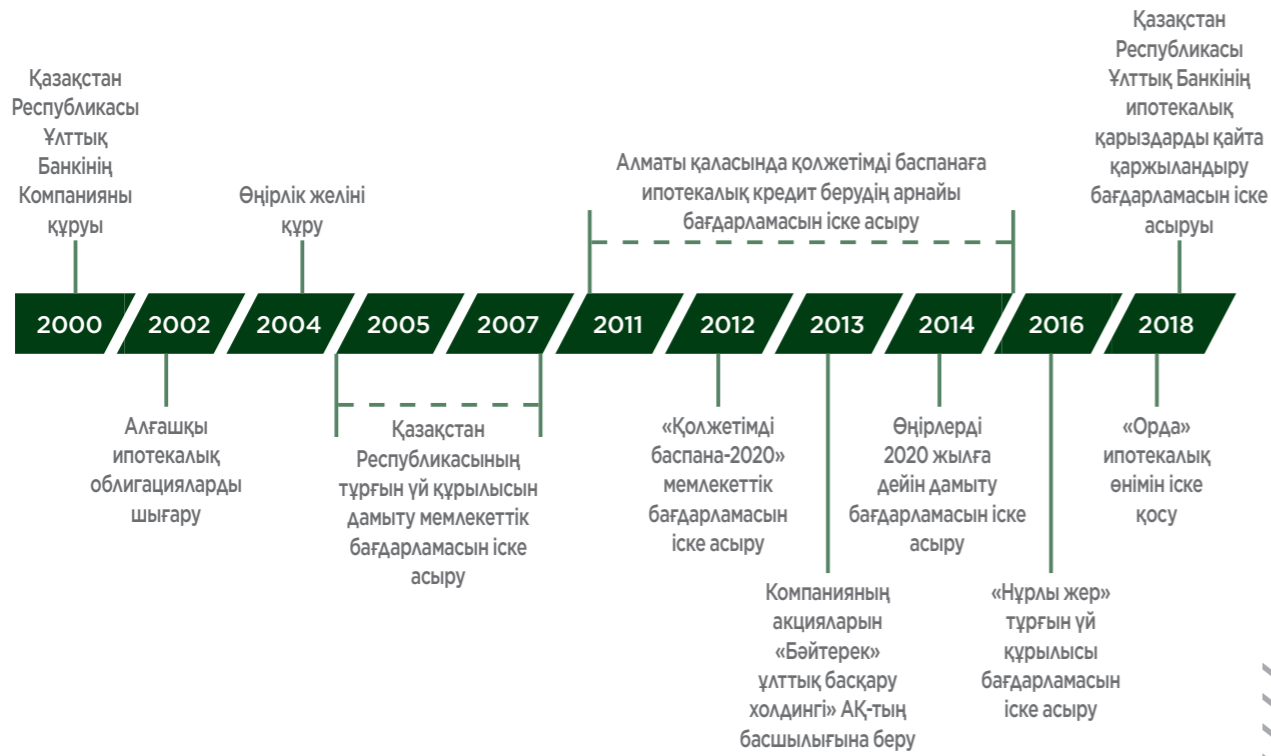 Қазақстан
Республикасы
Ұлттық
Банкінің
Компанияны
құруы
Өңірлік желіні
құру
Алматы қаласында қолжетімді баспанаға
ипотекалық кредит берудің арнайы
бағдарламасын іске асыру
Қазақстан
Республикасы
Ұлттық Банкінің
ипотекалық
қарыздарды қайта
қаржыландыру
бағдарламасын іске
асыруы
2000
2002
2004
2005
2007
2011
2012
2013
2014
2016
2018
Алғашқы
ипотекалық
облигацияларды
шығару
Қазақстан
Республикасының
тұрғын үй құрылысын
дамыту мемлекеттік
бағдарламасын іске
асыру
«Қолжетімді
баспана-2020»
мемлекеттік
бағдарламасын
іске асыру
Компанияның
акцияларын
«Бәйтерек»
ұлттық басқару
холдингі» АҚ-тың
басшылығына беру
Өңірлерді
2020 жылға
дейін дамыту
бағдарламасын іске
асыру
«Нұрлы жер»
тұрғын үй
құрылысы
бағдарламасын
іске асыру
«Орда»
ипотекалық
өнімін іске
қосу